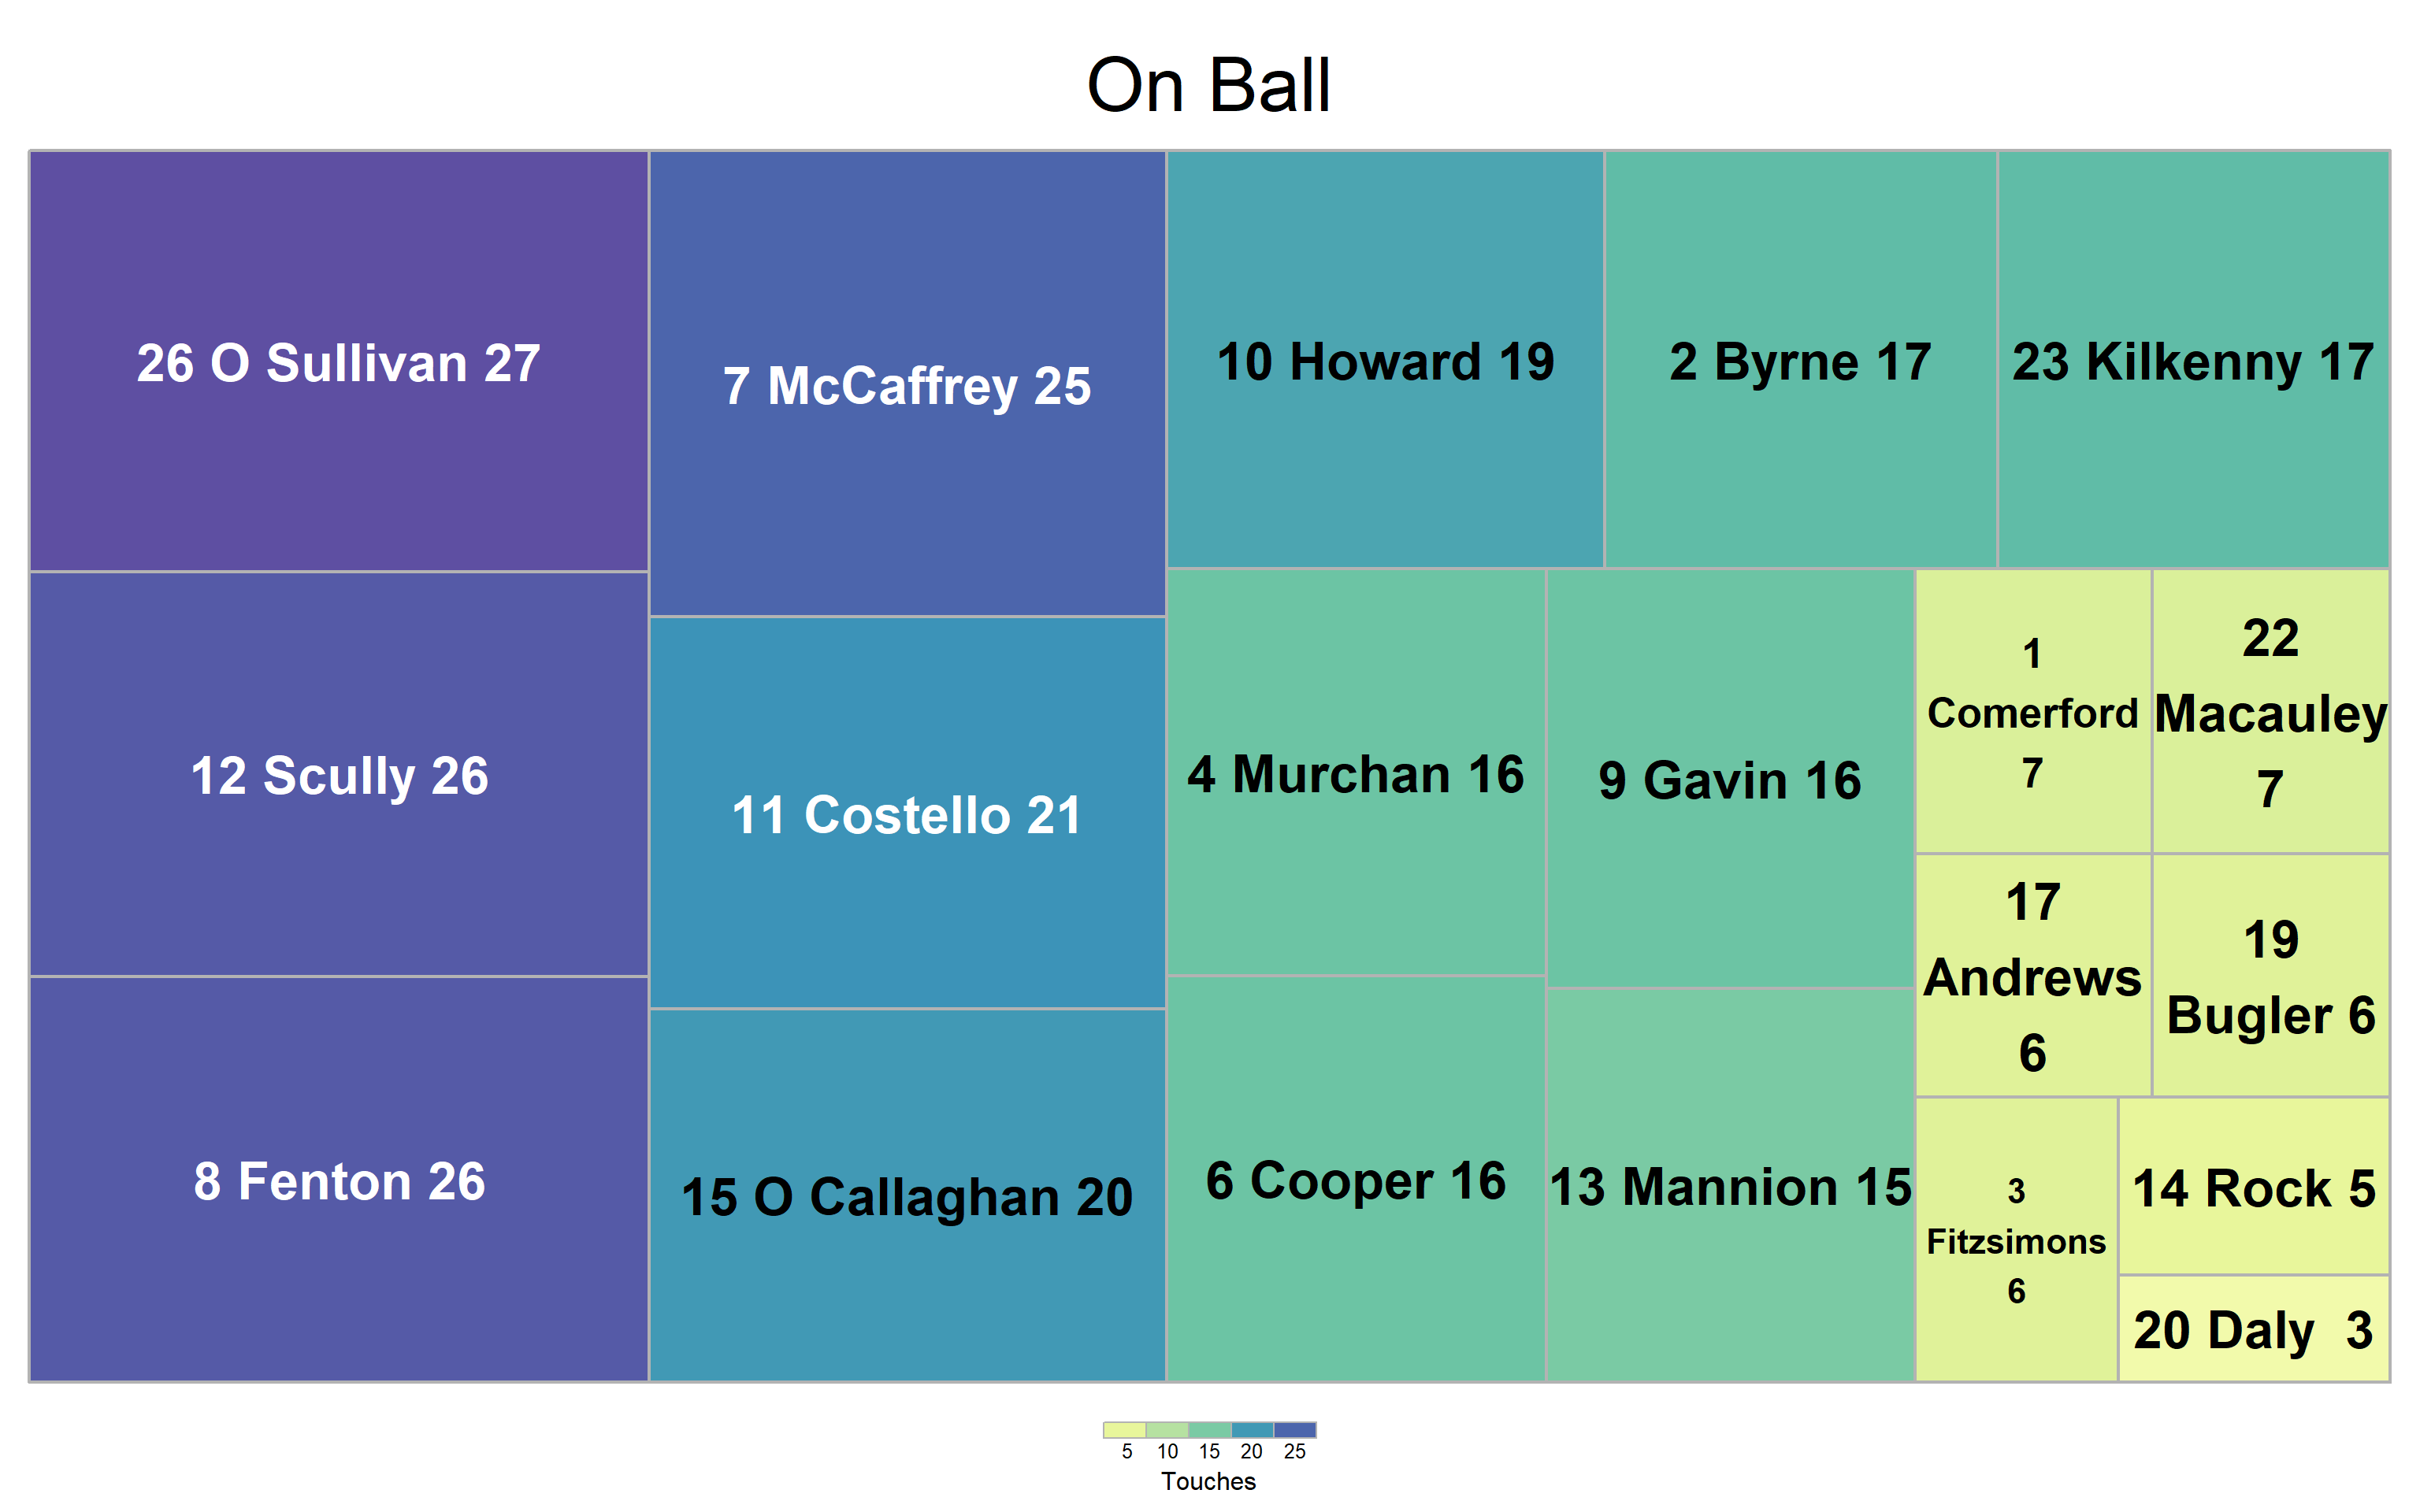 On Ball
26 O Sullivan 27
12 Scully 26
8 Fenton 26
7 McCaffrey 25
11 Costello 21
15 O Callaghan 20
10 Howard 19
2 Byrne 17
23 Kilkenny 17
4 Murchan 16
6 Cooper 16
9 Gavin 16
13 Mannion 15
1
Comerford
7
22
Macauley
7
17
Andrews
6
19
Bugler 6
3
Fitzsimons
6
14 Rock 5
20 Daly  3
5 10 15 20 25
Touches